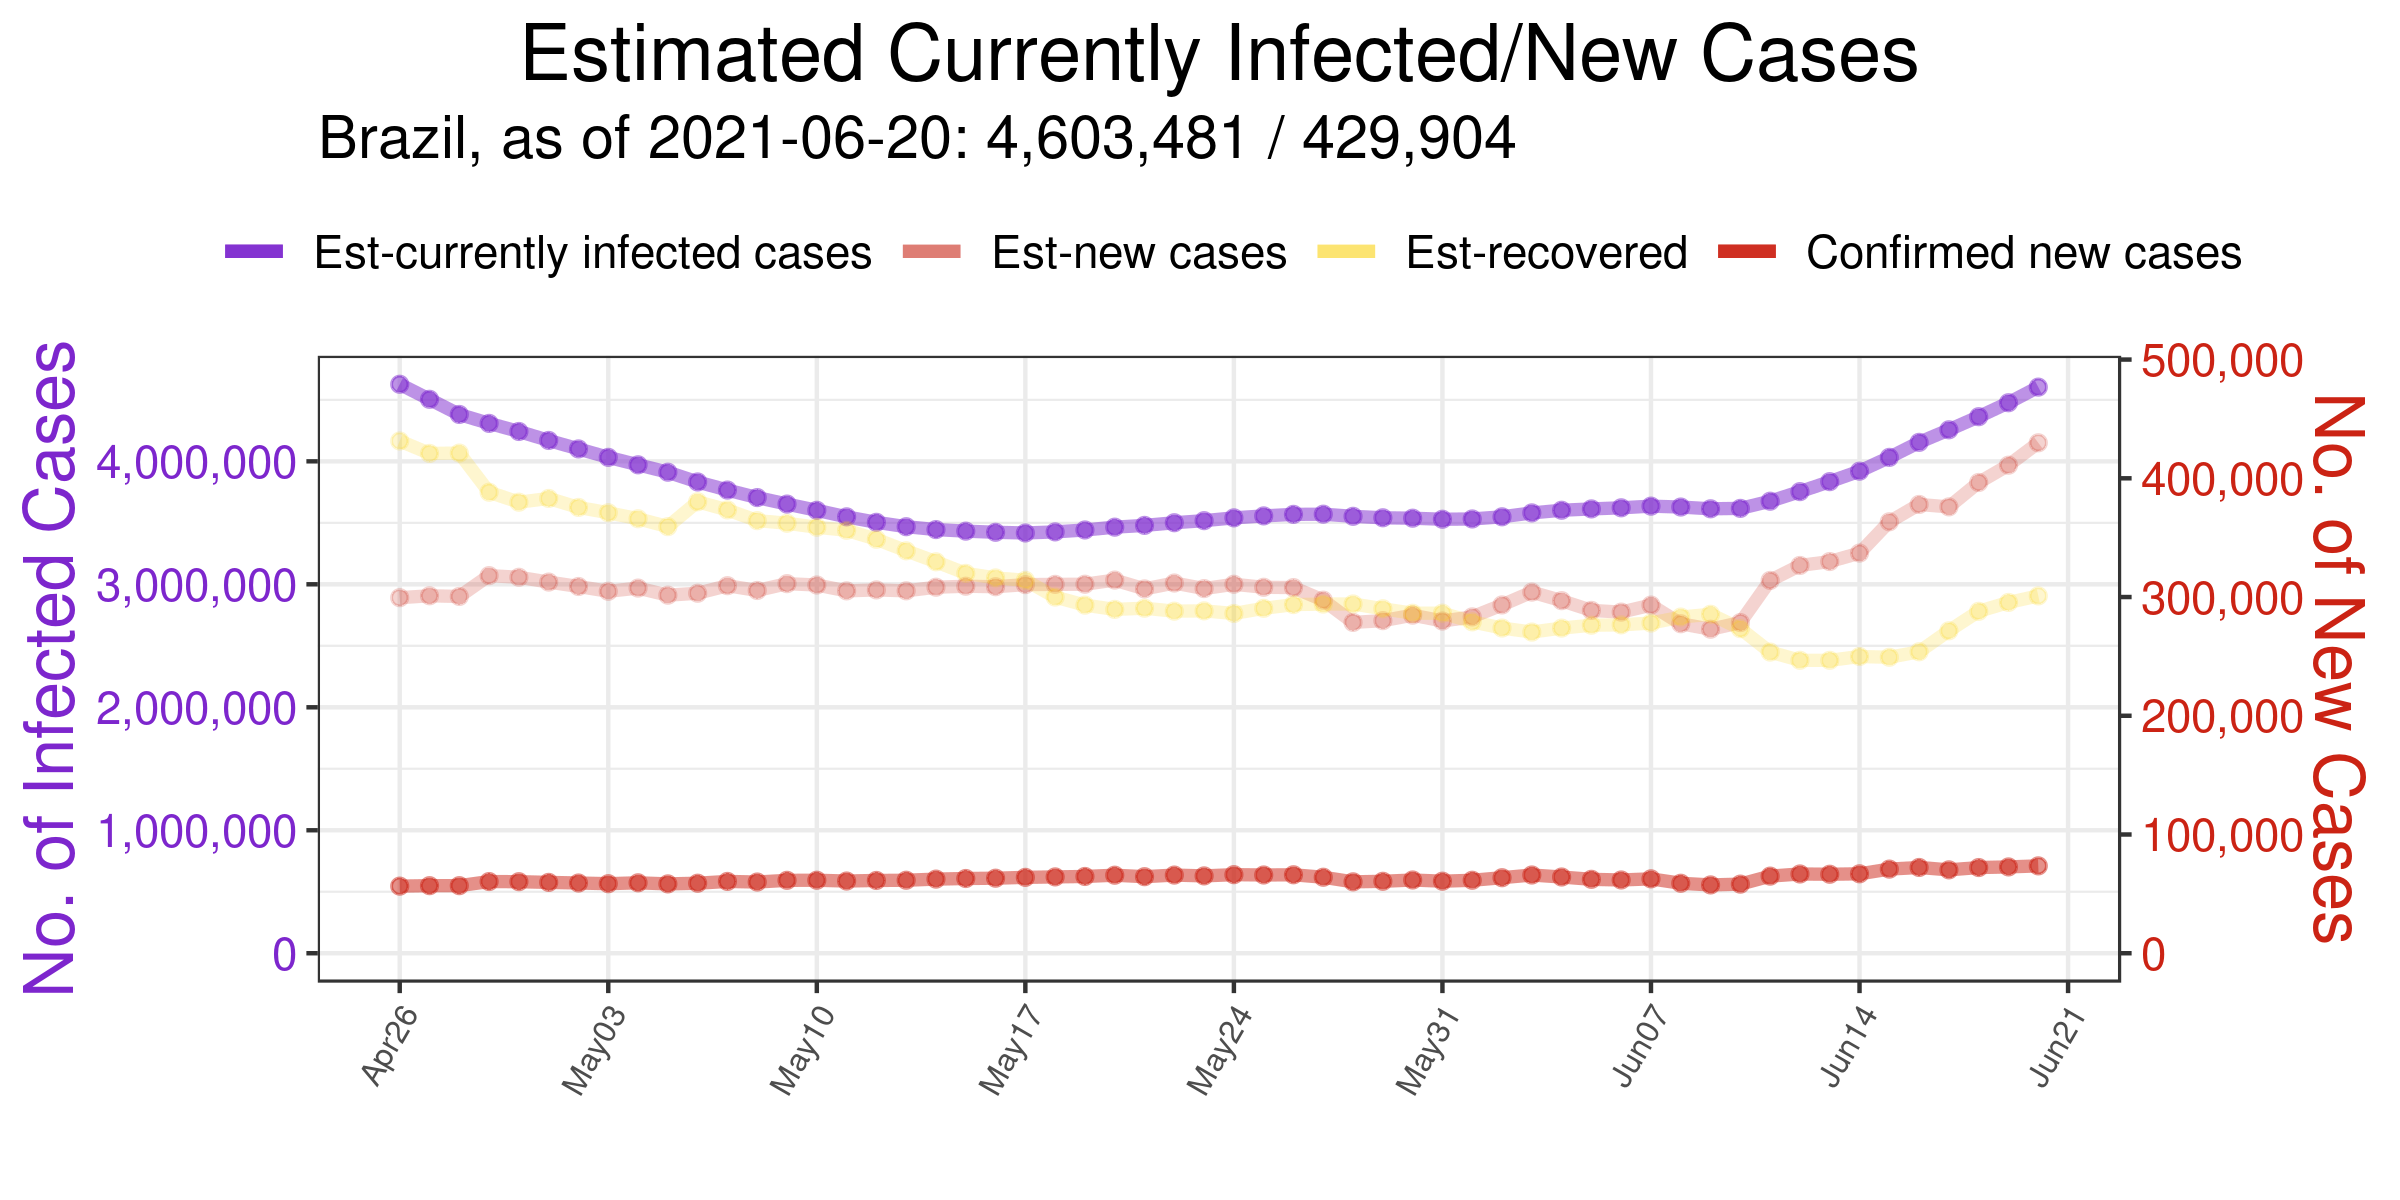 Estimated Currently Infected/New Cases
Brazil, as of 2021-06-20: 4,603,481 / 429,904
Est-currently infected cases Est-new cases Est-recovered Confirmed new cases
No. of Infected Cases
4,000,000
3,000,000
2,000,000
1,000,000
0
500,000
400,000
300,000
200,000
100,000
0
No. of New Cases
Apr26 May03 May10 May17 May24 May31 Jun07 Jun14 Jun21